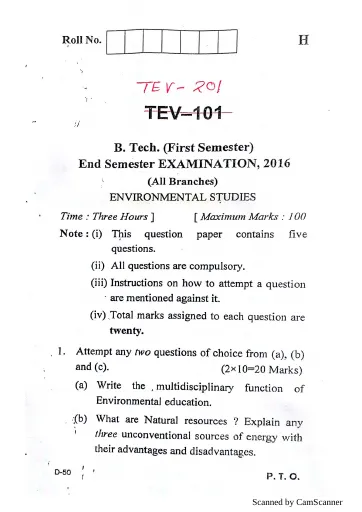 Roll No.
H
TEV-201
TEV-101
B. Tech. (First Semester)
End Semester EXAMINATION, 2016
(All Branches)
ENVIRONMENTAL STUDIES
Time : Three Hours ] [ Maximum Marks : 100
Note : (i) This question paper contains five
questions.
(ii) All questions are compulsory.
(iii) Instructions on how to attempt a question
are mentioned against it.
(iv) Total marks assigned to each question are
twenty.
1. Attempt any two questions of choice from (a), (b)
and (c). (2×10=20 Marks)
(a) Write the multidisciplinary function of
Environmental education.
(b) What are Natural resources ? Explain any
three unconventional sources of energy with
their advantages and disadvantages.
D-50
P. T. O.
Scanned by CamScanner